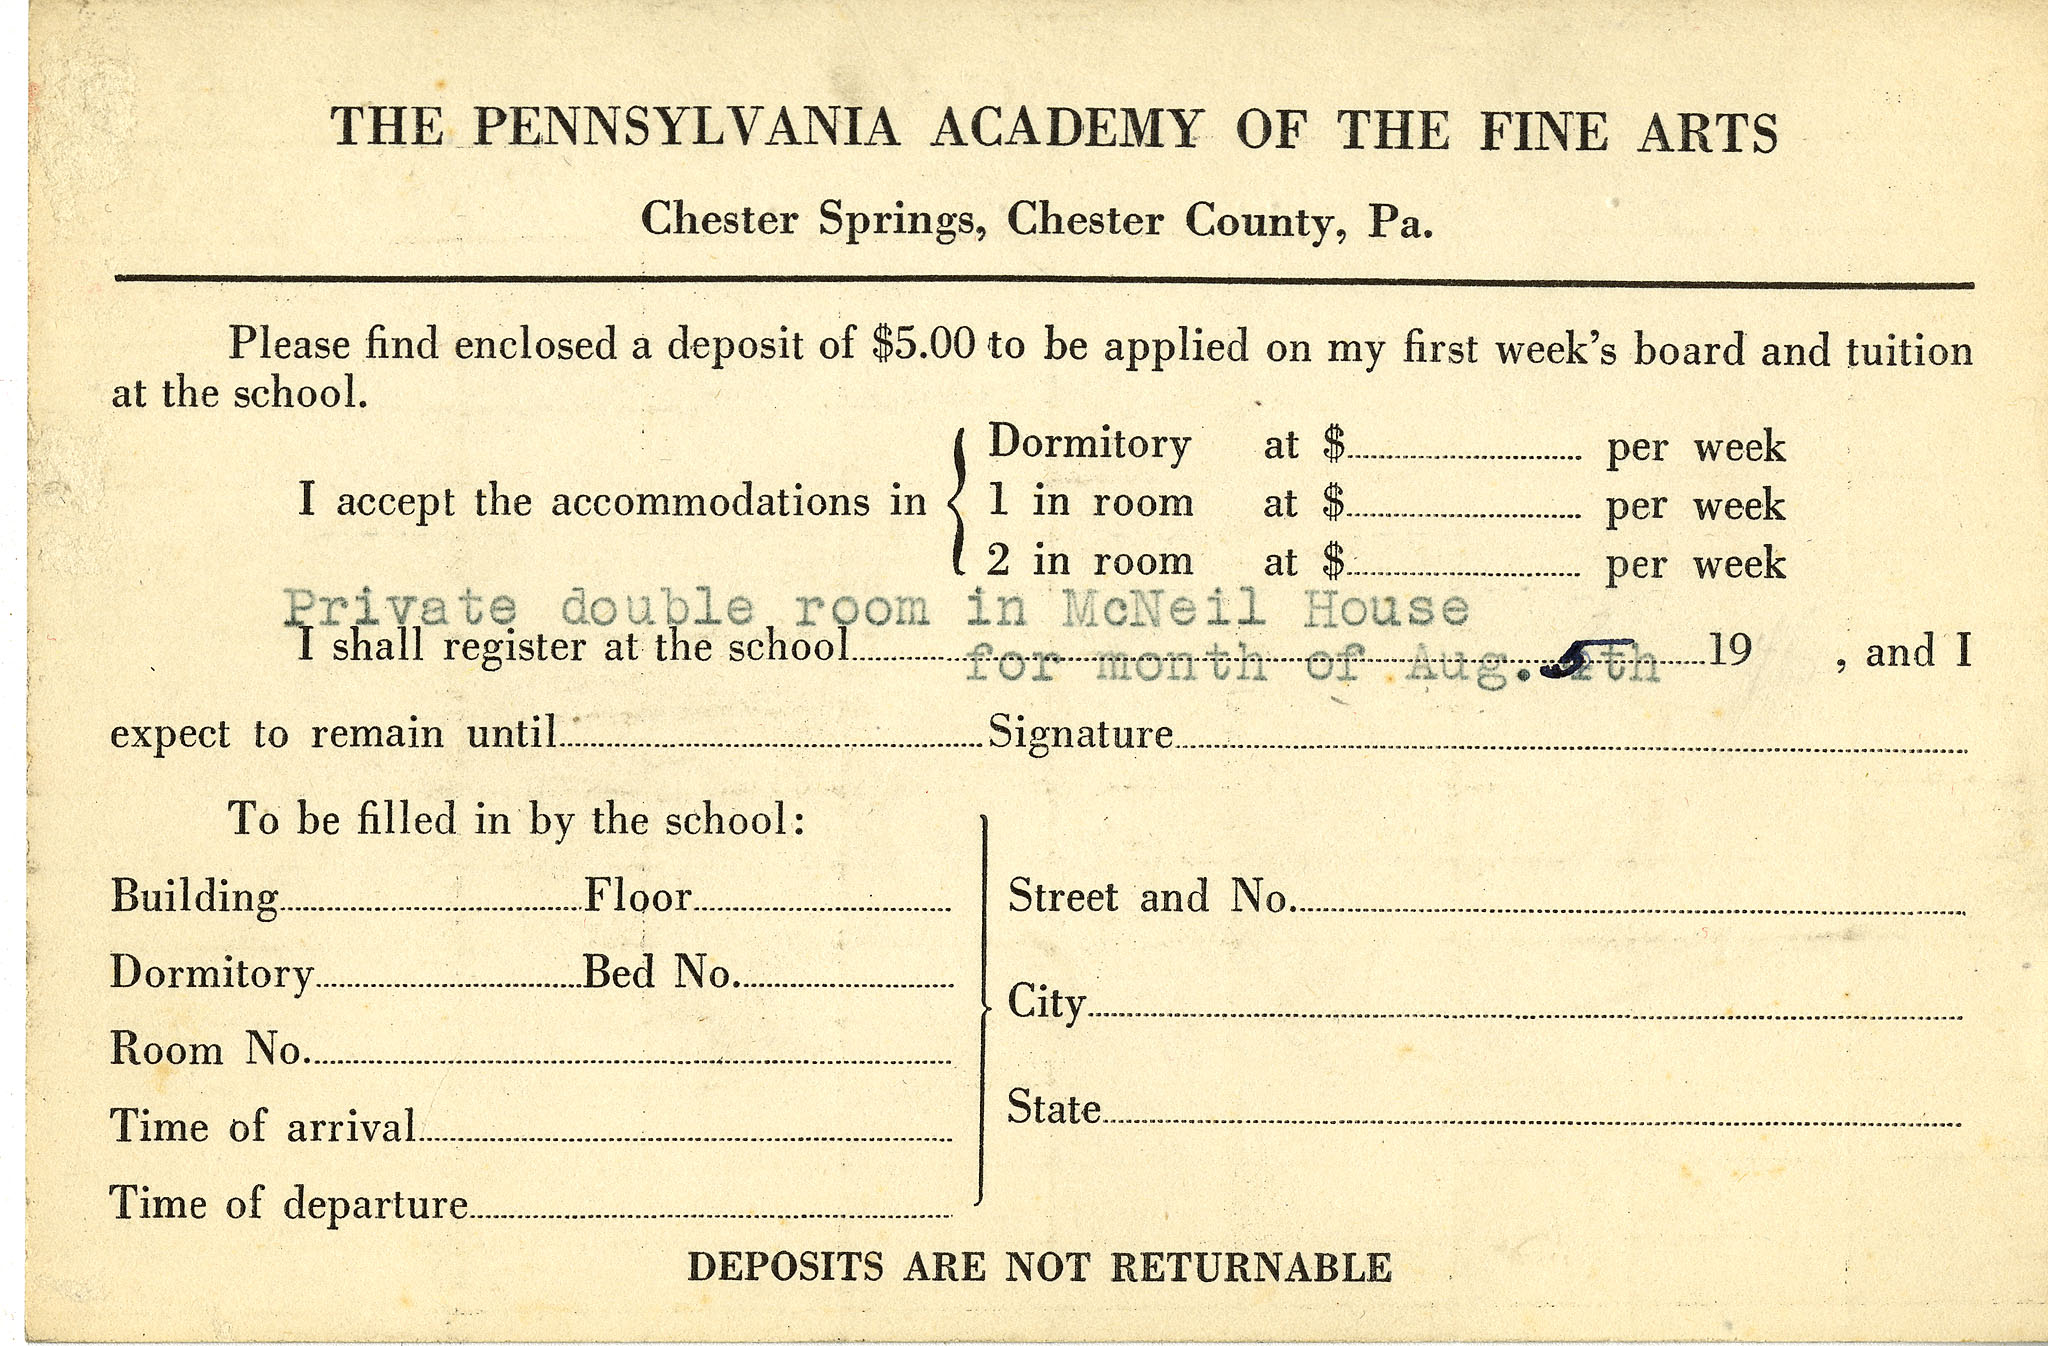 THE PENNSYLVANIA ACADEMY OF THE FINE ARTS
Chester Springs, Chester County, Pa.
Please find enclosed a deposit of $5.00 to be applied on my first week's board and tuition
at the school.
I accept the accommodations in
Dormitory at $ per week
1 in room at $ per week
2 in room at $ per week
Private double room in McNeil House
I shall register at the school 19 , and I
for month of Aug. 5th
expect to remain until Signature
To be filled in by the school:
Building Floor
Dormitory Bed No.
Room No.
Time of arrival
Time of departure
Street and No.
City
State
DEPOSITS ARE NOT RETURNABLE